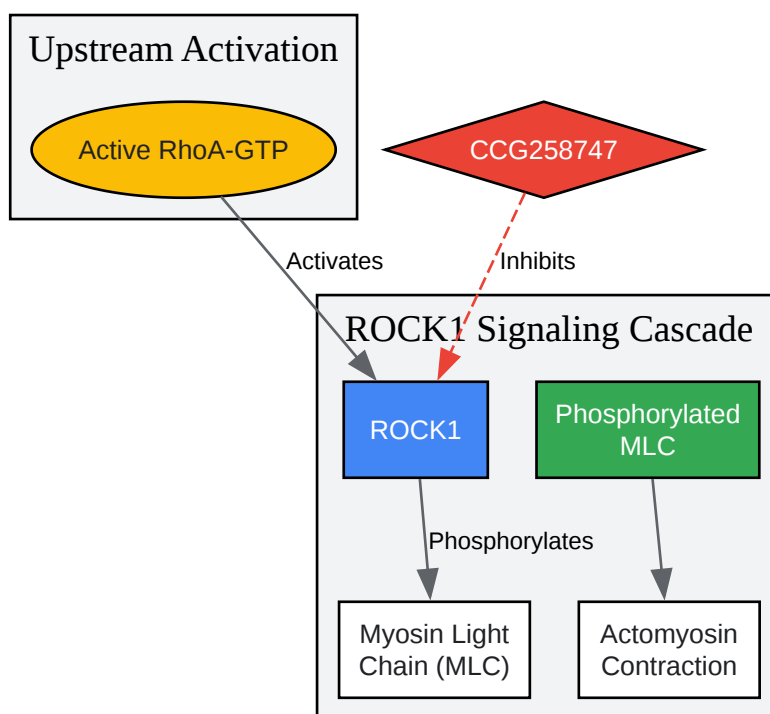 Upstream Activation
Active RhoA-GTP
CCG258747
Activates
Inhibits
ROCK1 Signaling Cascade
ROCK1
Phosphorylated
MLC
Phosphorylates
Myosin Light
Chain (MLC)
Actomyosin
Contraction